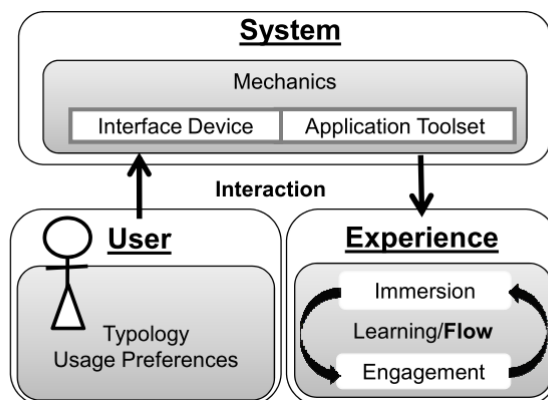 System
Mechanics
Interface Device
Application Toolset
Interaction
User
Typology
Usage Preferences
Experience
Immersion
Learning/Flow
Engagement